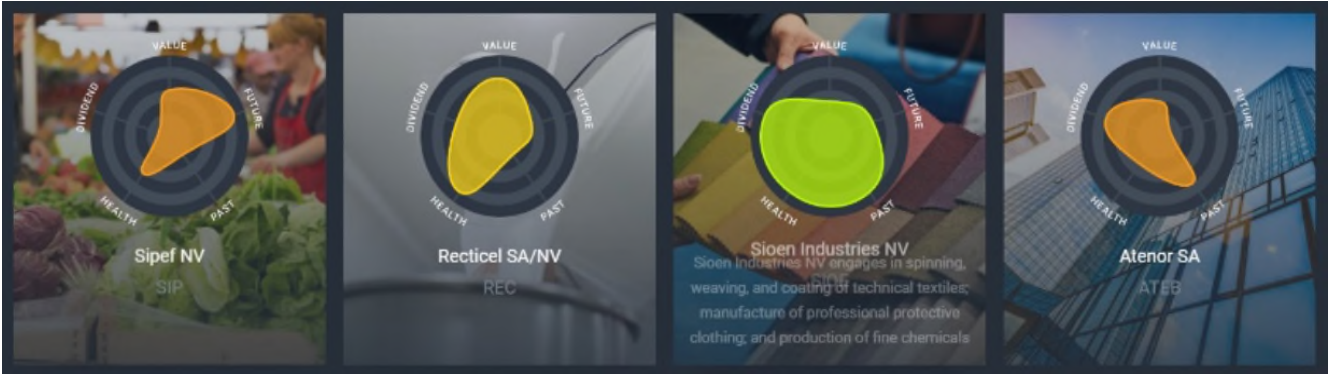 VALUE
FUTURE
PAST
HEALTH
DIVIDEND
Sipef NV
SIP
VALUE
FUTURE
PAST
HEALTH
DIVIDEND
Recticel SA/NV
REC
VALUE
FUTURE
PAST
HEALTH
DIVIDEND
Sioen Industries NV
Sioen Industries NV engages in spinning,
weaving, and coating of technical textiles;
manufacture of professional protective
clothing; and production of fine chemicals
VALUE
FUTURE
PAST
HEALTH
DIVIDEND
Atenor SA
ATEB